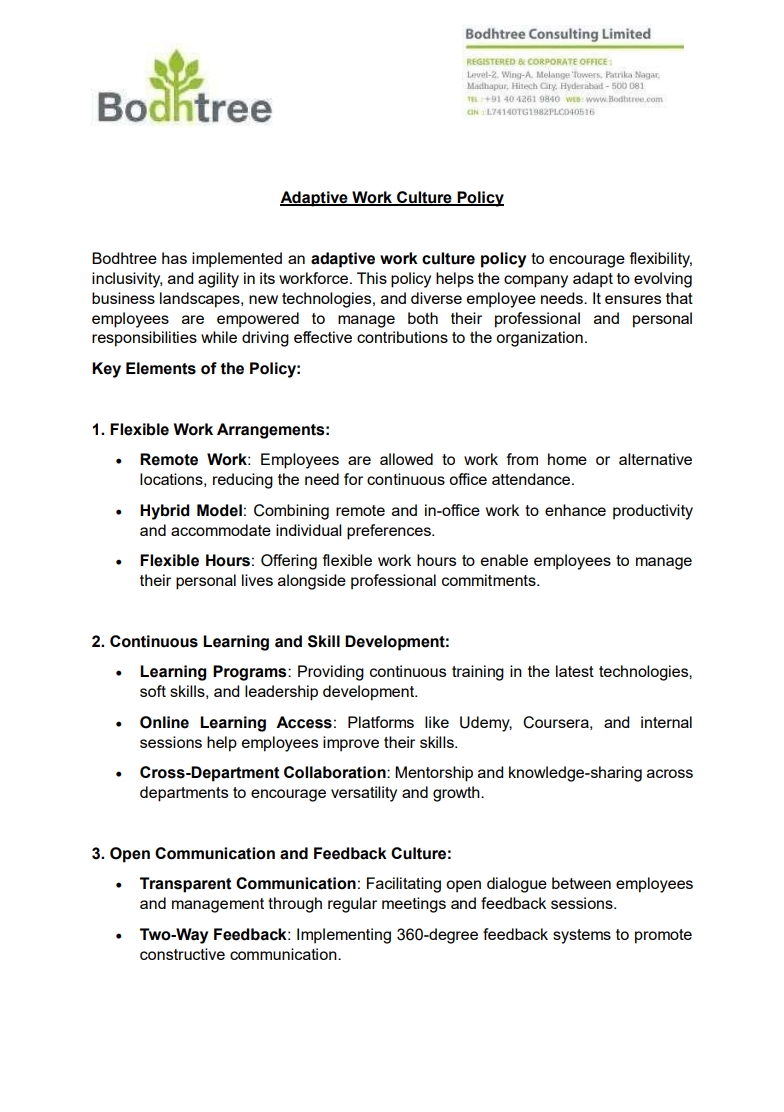 Bodhtree
Bodhtree Consulting Limited
REGISTERED & CORPORATE OFFICE :
Level-2, Wing-A, Melange Towers, Patrika Nagar,
Madhapur, Hitech City, Hyderabad - 500 081
TEL : +91 40 4261 9840 WEB: www.Bodhtree.com
CIN : L74140TG1982PLC040516
Adaptive Work Culture Policy
Bodhtree has implemented an adaptive work culture policy to encourage flexibility,
inclusivity, and agility in its workforce. This policy helps the company adapt to evolving
business landscapes, new technologies, and diverse employee needs. It ensures that
employees are empowered to manage both their professional and personal
responsibilities while driving effective contributions to the organization.
Key Elements of the Policy:
1. Flexible Work Arrangements:
• Remote Work: Employees are allowed to work from home or alternative
locations, reducing the need for continuous office attendance.
• Hybrid Model: Combining remote and in-office work to enhance productivity
and accommodate individual preferences.
• Flexible Hours: Offering flexible work hours to enable employees to manage
their personal lives alongside professional commitments.
2. Continuous Learning and Skill Development:
• Learning Programs: Providing continuous training in the latest technologies,
soft skills, and leadership development.
• Online Learning Access: Platforms like Udemy, Coursera, and internal
sessions help employees improve their skills.
• Cross-Department Collaboration: Mentorship and knowledge-sharing across
departments to encourage versatility and growth.
3. Open Communication and Feedback Culture:
• Transparent Communication: Facilitating open dialogue between employees
and management through regular meetings and feedback sessions.
• Two-Way Feedback: Implementing 360-degree feedback systems to promote
constructive communication.